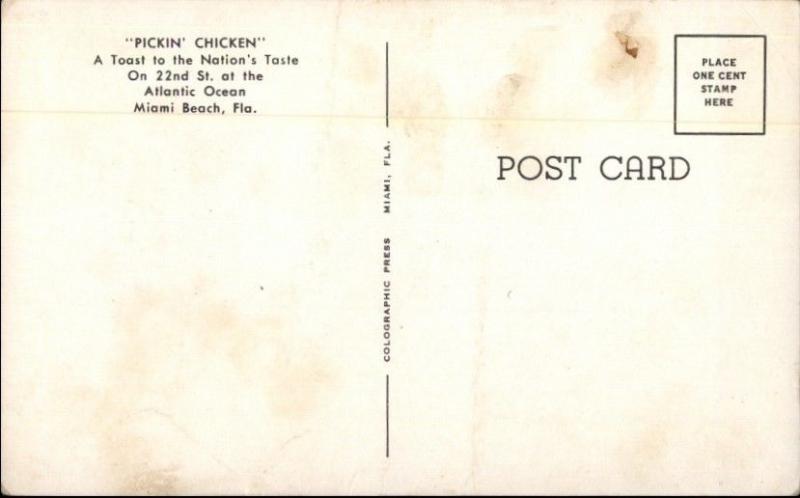 "PICKIN' CHICKEN"
A Toast to the Nation's Taste
On 22nd St. at the
Atlantic Ocean
Miami Beach, Fla.
COLOGRAPHIC PRESS MIAMI, FLA.
PLACE
ONE CENT
STAMP
HERE
POST CARD